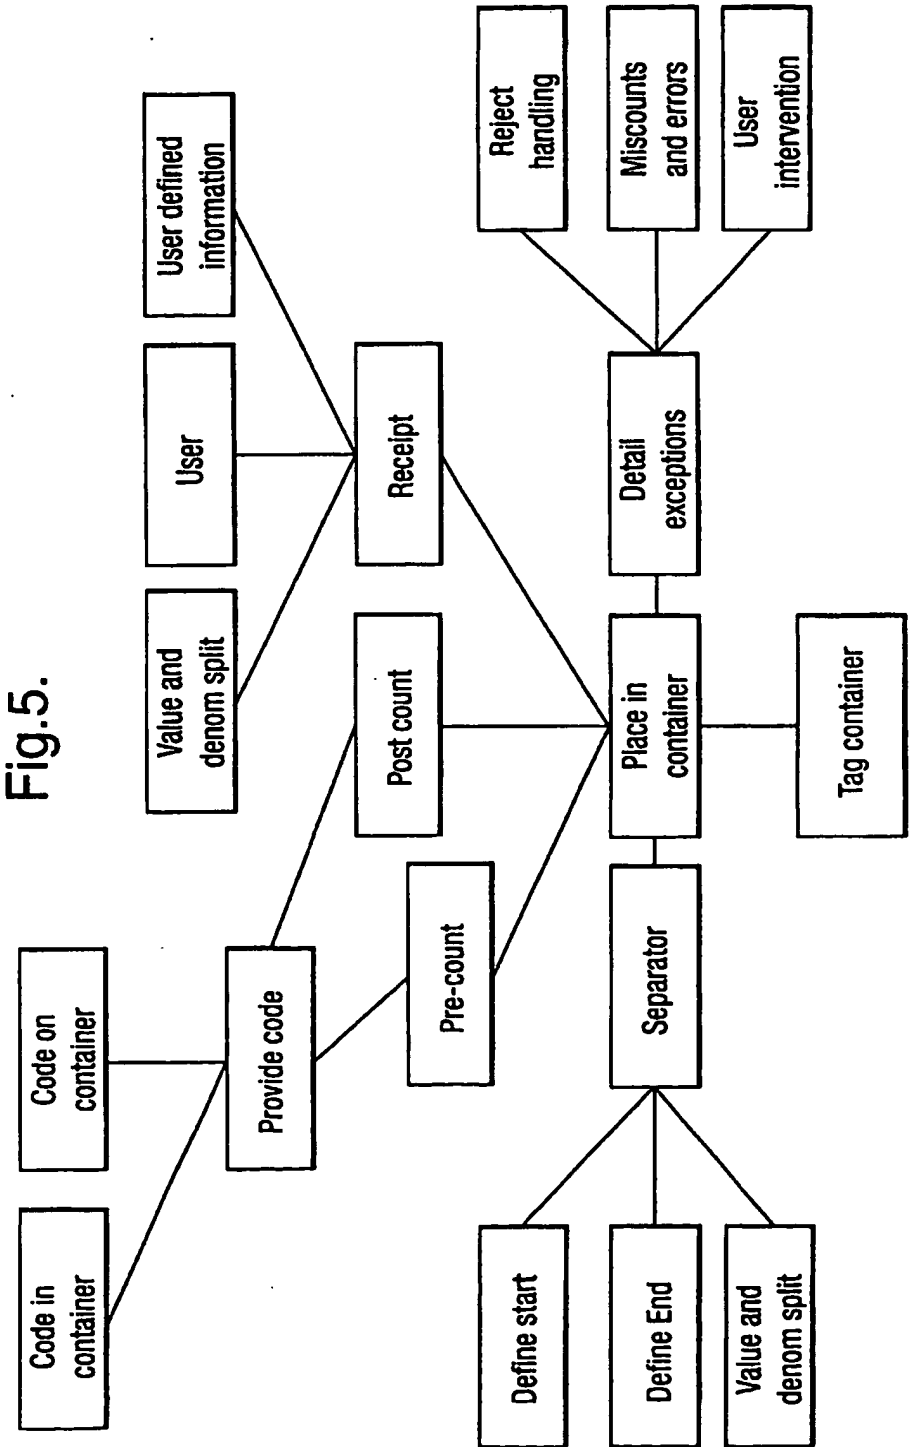 Fig.5.
Code in
container
Code on
container
Value and
denom split
User
User defined
information
Provide code
Pre-count
Post count
Receipt
Define start
Define End
Value and
denom split
Separator
Place in
container
Detail
exceptions
Reject
handling
Miscounts
and errors
User
intervention
Tag container